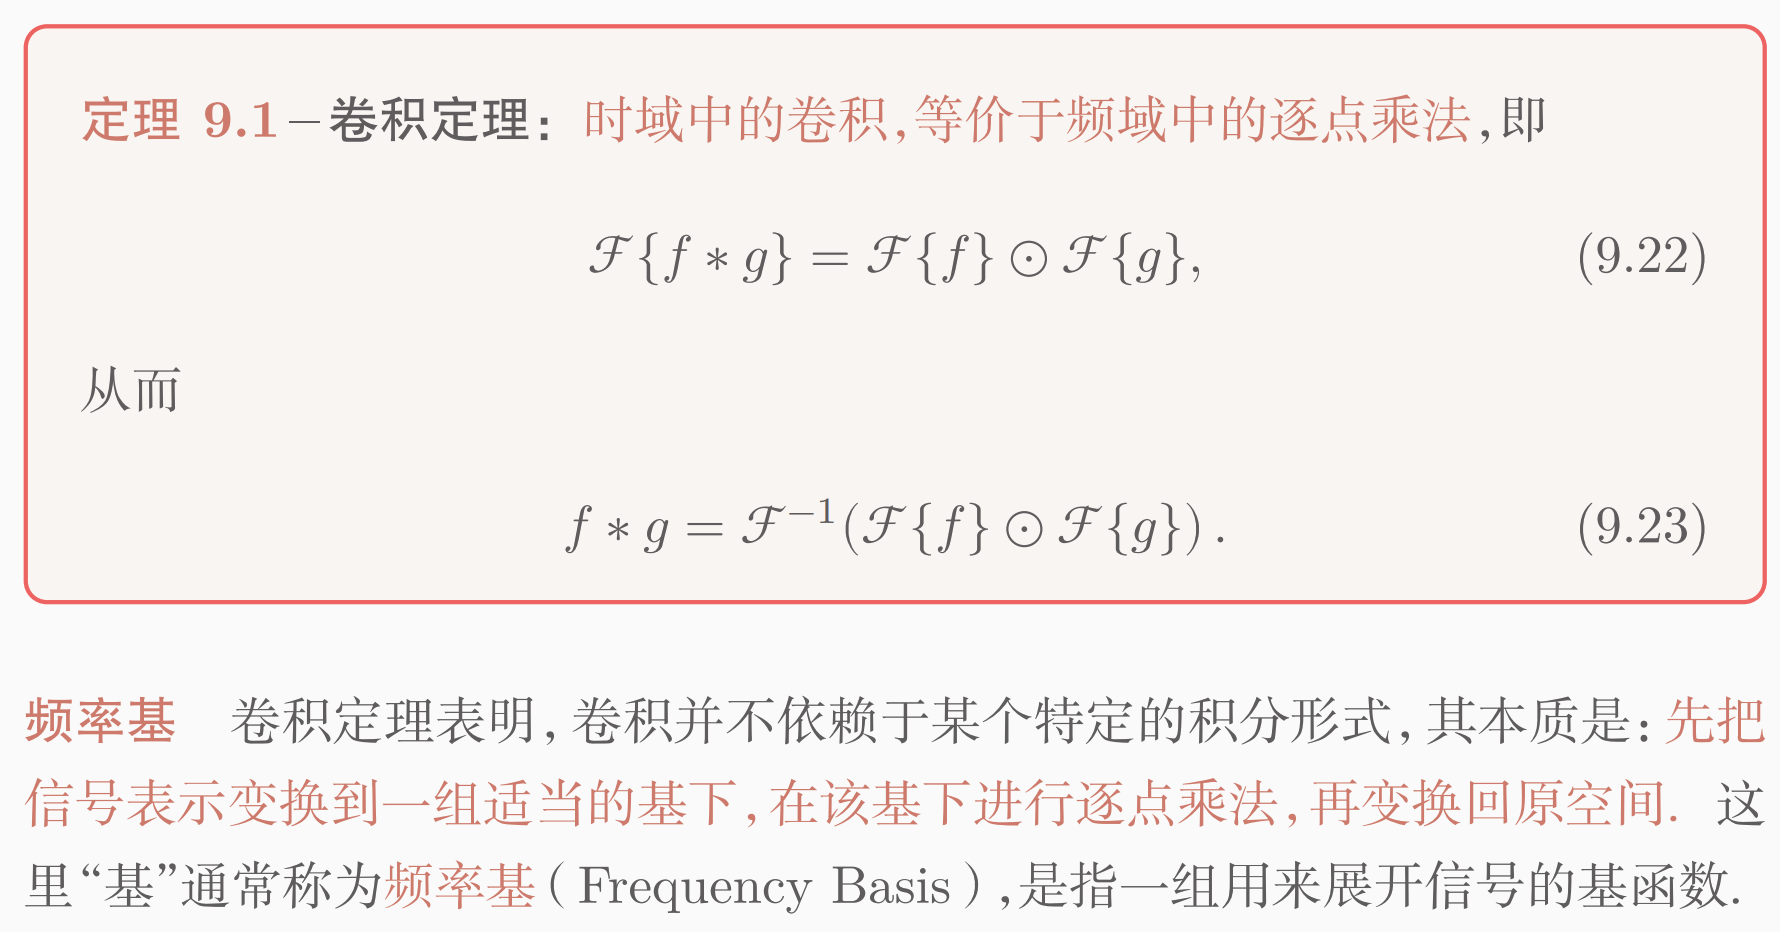 定理 9.1–卷积定理：时域中的卷积,等价于频域中的逐点乘法,即
ℱ{f ∗ g} = ℱ{f} ⊙ ℱ{g}, (9.22)
从而
f ∗ g = ℱ⁻¹(ℱ{f} ⊙ ℱ{g}) . (9.23)
频率基 卷积定理表明,卷积并不依赖于某个特定的积分形式,其本质是：先把
信号表示变换到一组适当的基下,在该基下进行逐点乘法,再变换回原空间. 这
里“基”通常称为频率基（Frequency Basis）,是指一组用来展开信号的基函数.